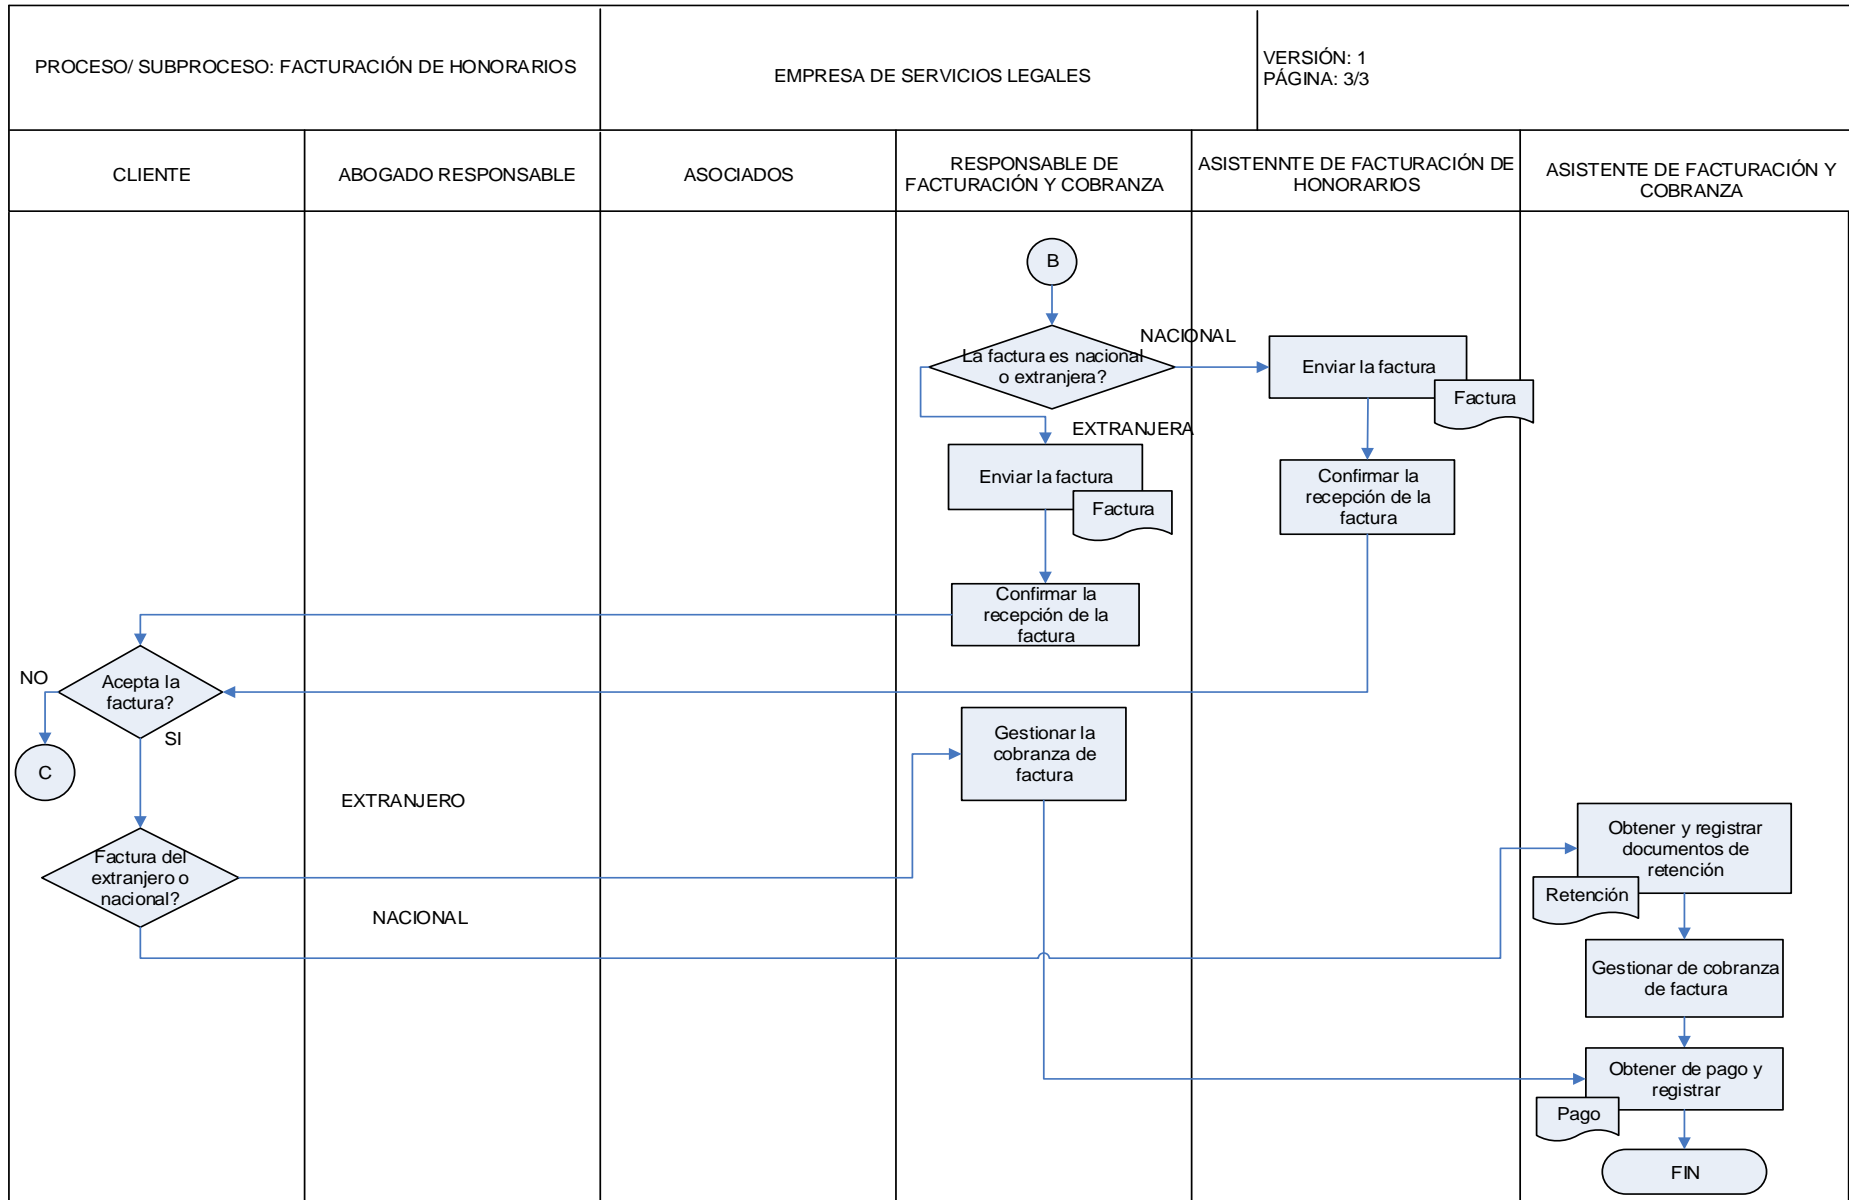 PROCESO/ SUBPROCESO: FACTURACIÓN DE HONORARIOS
EMPRESA DE SERVICIOS LEGALES
VERSIÓN: 1
PÁGINA: 3/3
CLIENTE
ABOGADO RESPONSABLE
ASOCIADOS
RESPONSABLE DE
FACTURACIÓN Y COBRANZA
ASISTENNTE DE FACTURACIÓN DE
HONORARIOS
ASISTENTE DE FACTURACIÓN Y
COBRANZA
B
La factura es nacional
o extranjera?
NACIONAL
Enviar la factura
Factura
EXTRANJERA
Enviar la factura
Factura
Confirmar la
recepción de la
factura
Confirmar la
recepción de la
factura
NO
Acepta la
factura?
SI
C
Gestionar la
cobranza de
factura
EXTRANJERO
Factura del
extranjero o
nacional?
NACIONAL
Obtener y registrar
documentos de
retención
Retención
Gestionar de cobranza
de factura
Obtener de pago y
registrar
Pago
FIN